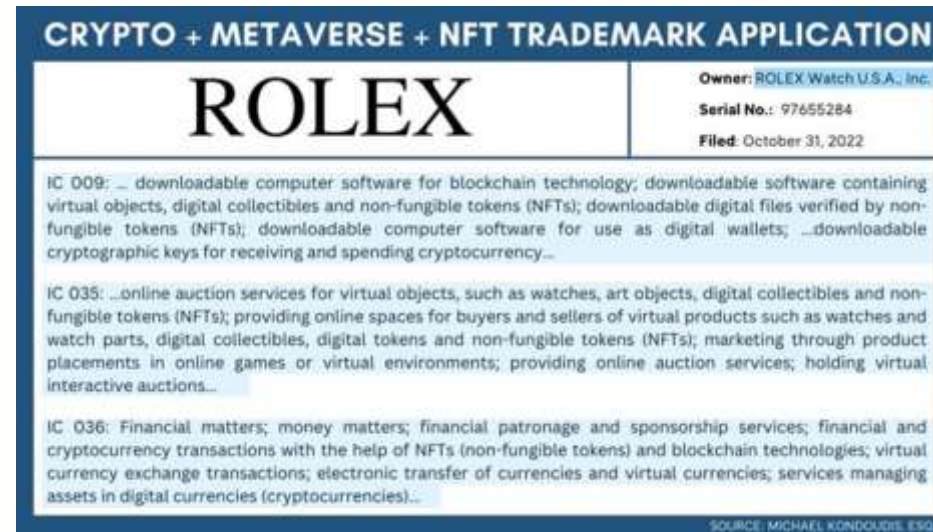 CRYPTO + METAVERSE + NFT TRADEMARK APPLICATION
ROLEX
Owner: ROLEX Watch U.S.A., Inc.
Serial No.: 97655284
Filed: October 31, 2022
IC 009: ... downloadable computer software for blockchain technology; downloadable software containing
virtual objects, digital collectibles and non-fungible tokens (NFTs); downloadable digital files verified by non-
fungible tokens (NFTs); downloadable computer software for use as digital wallets; ...downloadable
cryptographic keys for receiving and spending cryptocurrency...
IC 035: ...online auction services for virtual objects, such as watches, art objects, digital collectibles and non-
fungible tokens (NFTs); providing online spaces for buyers and sellers of virtual products such as watches and
watch parts, digital collectibles, digital tokens and non-fungible tokens (NFTs); marketing through product
placements in online games or virtual environments; providing online auction services; holding virtual
interactive auctions...
IC 036: Financial matters; money matters; financial patronage and sponsorship services; financial and
cryptocurrency transactions with the help of NFTs (non-fungible tokens) and blockchain technologies; virtual
currency exchange transactions; electronic transfer of currencies and virtual currencies; services managing
assets in digital currencies (cryptocurrencies)...
SOURCE: MICHAEL KONDOUDIS, ESQ